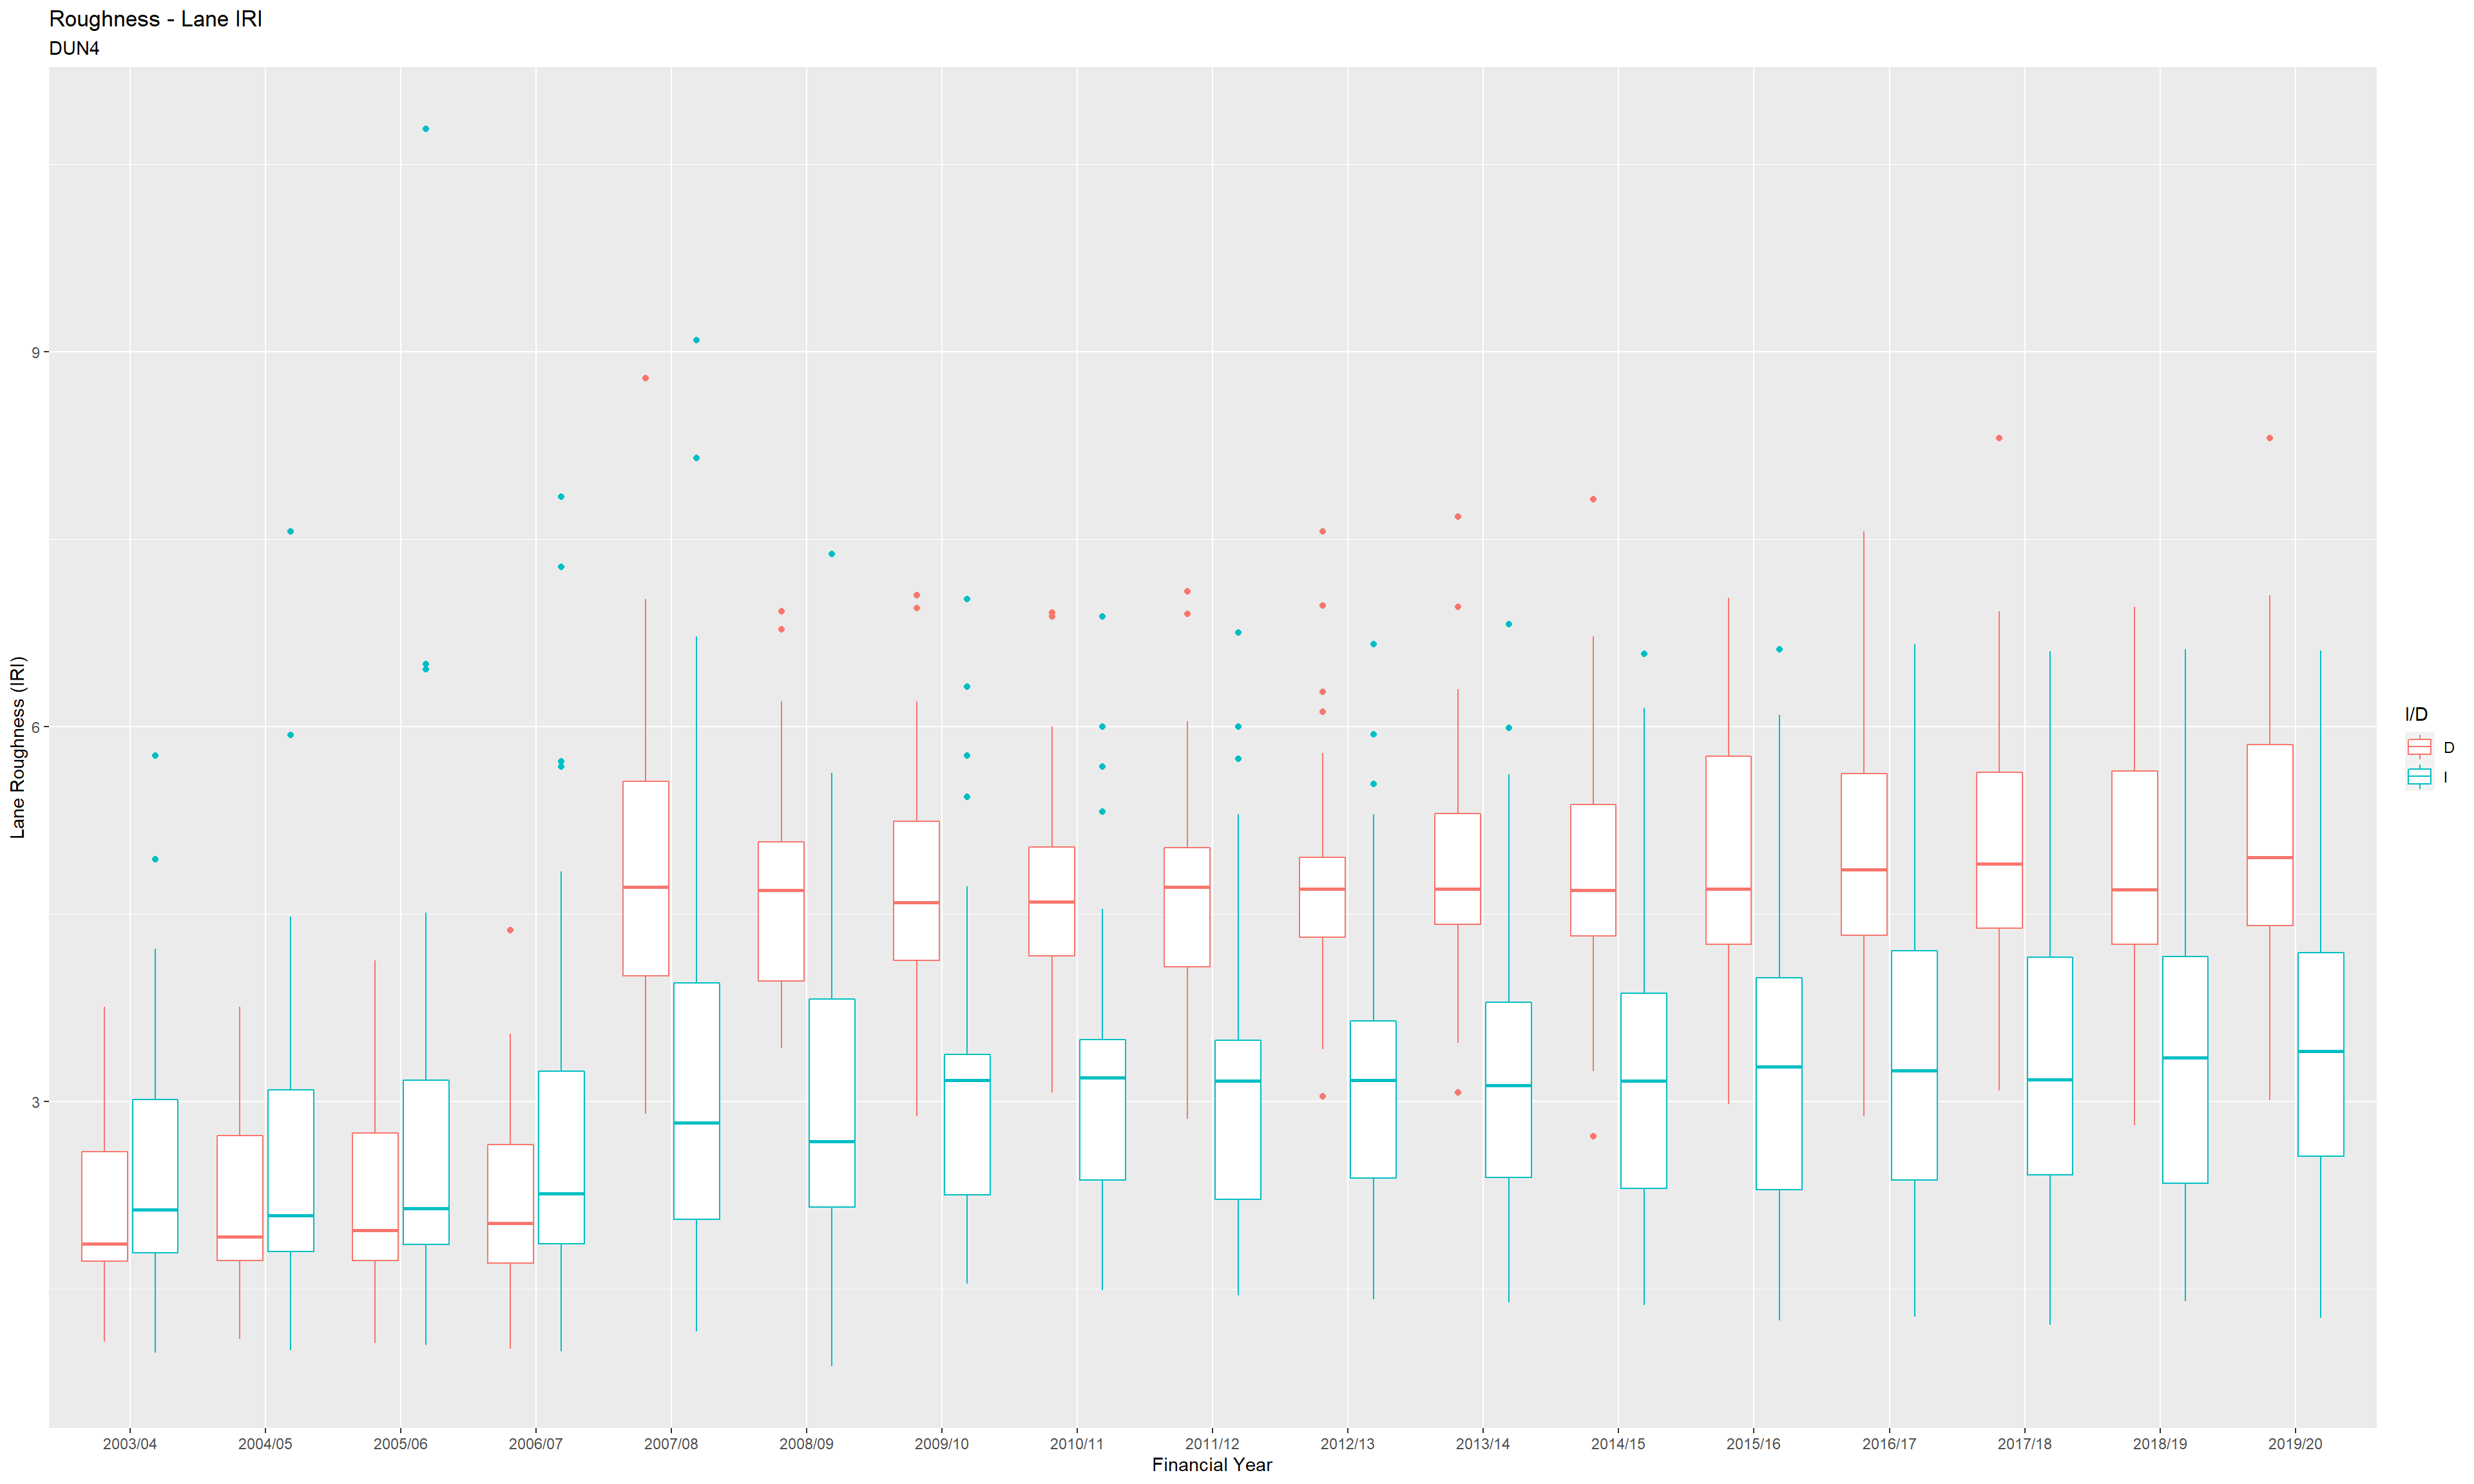 Roughness - Lane IRI
DUN4
Lane Roughness (IRI)
9
6
3
2003/04 2004/05 2005/06 2006/07 2007/08 2008/09 2009/10 2010/11 2011/12 2012/13 2013/14 2014/15 2015/16 2016/17 2017/18 2018/19 2019/20
Financial Year
I/D
D
I